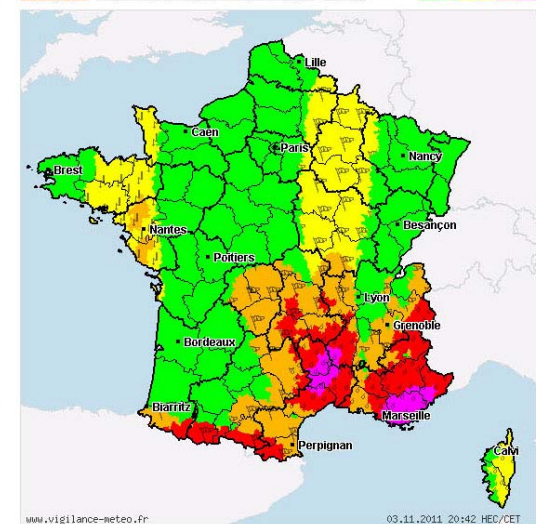 Lille
Caen
Paris
Nancy
Brest
Nantes
Besançon
Poitiers
Lyon
Grenoble
Bordeaux
Biarritz
Marseille
Perpignan
Calvi
www.vigilance-meteo.fr
03.11.2011 20:42 HEC/CET